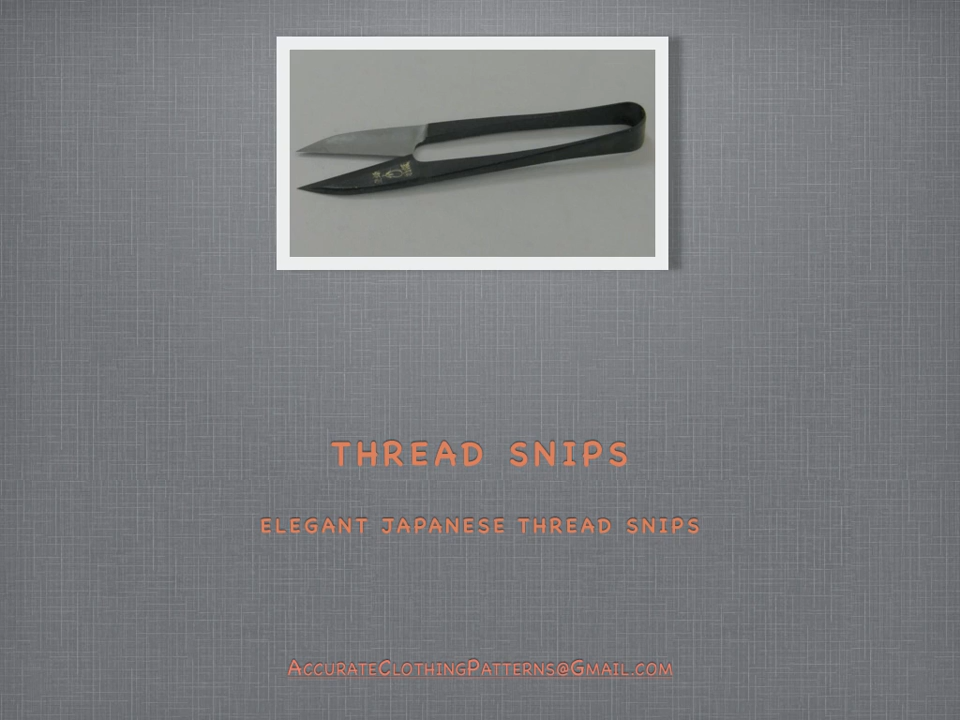 THREAD SNIPS
ELEGANT JAPANESE THREAD SNIPS
ACCURATECLOTHINGPATTERNS@GMAIL.COM